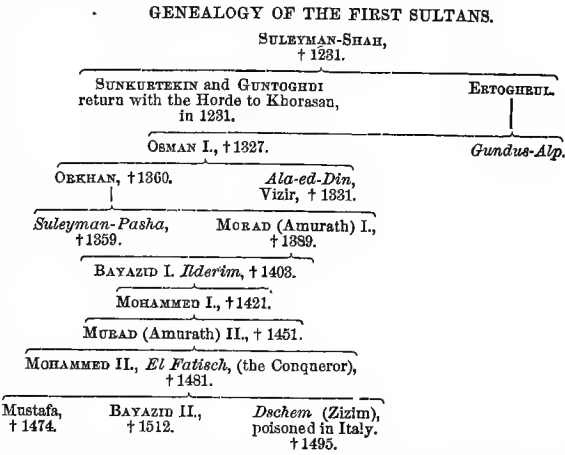 GENEALOGY OF THE FIRST SULTANS.
SULEYMAN-SHAH,
† 1231.
SUNKURTEKIN and GUNTOGHDI
return with the Horde to Khorasan,
in 1231.
ERTOGHRUL.
OSMAN I., † 1327.
Gundus-Alp.
ORKHAN, † 1360.
Ala-ed-Din,
Vizir, † 1331.
Suleyman-Pasha,
† 1359.
MORAD (Amurath) I.,
† 1389.
BAYAZID I. Ilderim, † 1403.
MOHAMMED I., † 1421.
MURAD (Amurath) II., † 1451.
MOHAMMED II., El Fatisch, (the Conqueror),
† 1481.
Mustafa,
† 1474.
BAYAZID II.,
† 1512.
Dschem (Zizim),
poisoned in Italy.
† 1495.